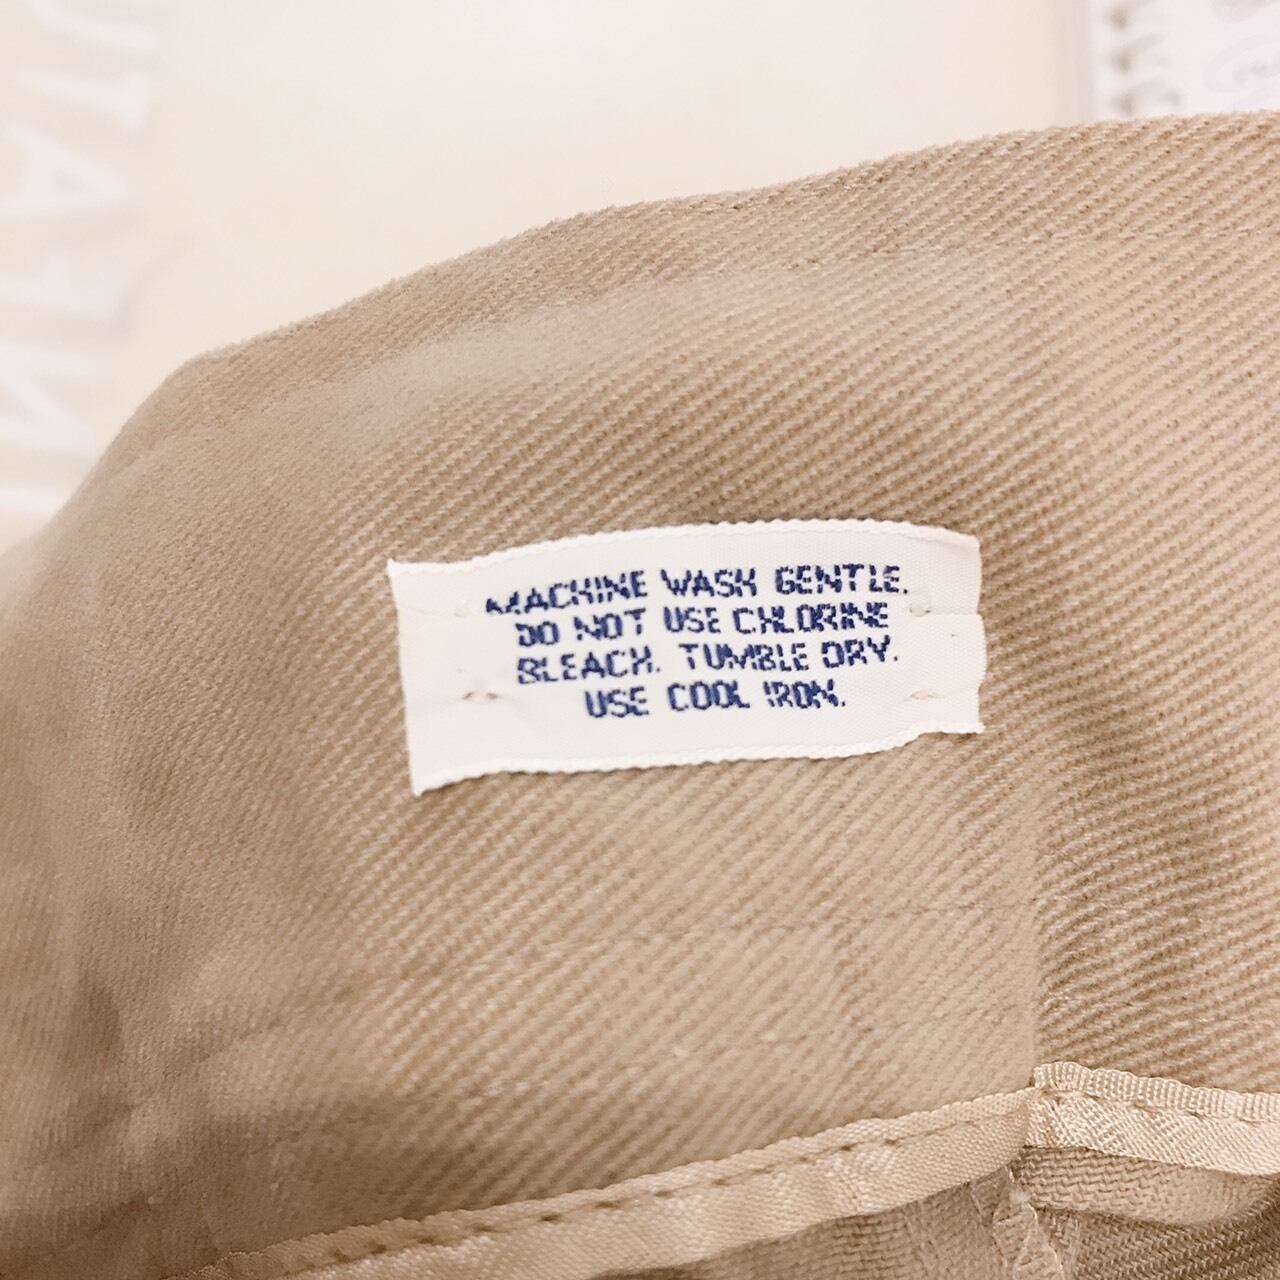 MACHINE WASH GENTLE.
DO NOT USE CHLORINE
BLEACH. TUMBLE DRY.
USE COOL IRON.